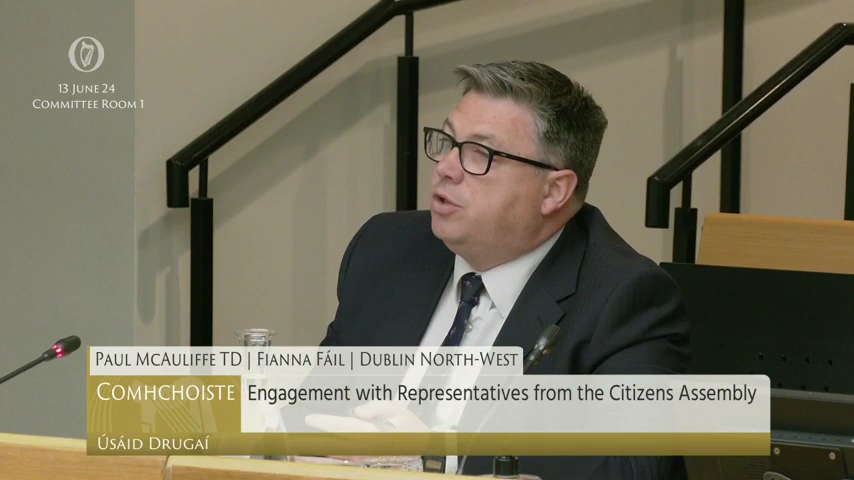 13 June 24
Committee Room 1
Paul McAuliffe TD | Fianna Fáil | Dublin North-West
Comhchoiste
Engagement with Representatives from the Citizens Assembly
Úsáid Drugaí